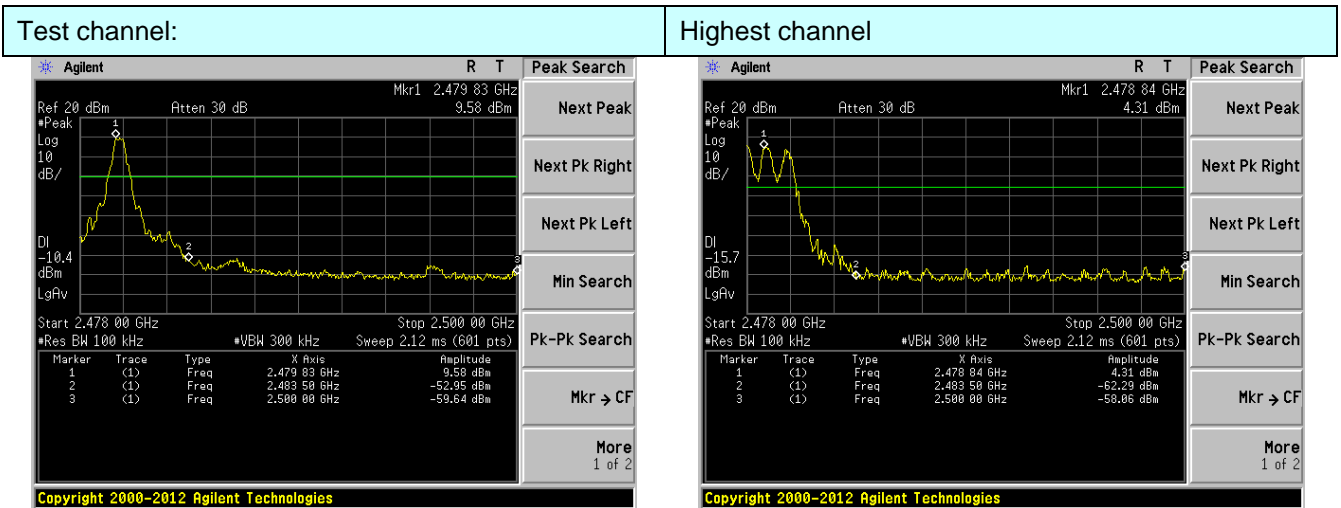 Test channel:
Highest channel
Agilent
R T
Peak Search
Mkr1 2.479 83 GHz
Ref 20 dBm Atten 30 dB 9.58 dBm
#Peak
Log
10
dB/
1
2
3
DI
-10.4
dBm
LgAv
Start 2.478 00 GHz Stop 2.500 00 GHz
#Res BW 100 kHz #VBW 300 kHz Sweep 2.12 ms (601 pts)
Marker Trace Type X Axis Amplitude
1 (1) Freq 2.479 83 GHz 9.58 dBm
2 (1) Freq 2.483 50 GHz -52.95 dBm
3 (1) Freq 2.500 00 GHz -59.64 dBm
Next Peak
Next Pk Right
Next Pk Left
Min Search
Pk-Pk Search
Mkr → CF
More
1 of 2
Copyright 2000-2012 Agilent Technologies
Agilent
R T
Peak Search
Mkr1 2.478 84 GHz
Ref 20 dBm Atten 30 dB 4.31 dBm
#Peak
Log
10
dB/
1
2
3
DI
-15.7
dBm
LgAv
Start 2.478 00 GHz Stop 2.500 00 GHz
#Res BW 100 kHz #VBW 300 kHz Sweep 2.12 ms (601 pts)
Marker Trace Type X Axis Amplitude
1 (1) Freq 2.478 84 GHz 4.31 dBm
2 (1) Freq 2.483 50 GHz -62.29 dBm
3 (1) Freq 2.500 00 GHz -58.06 dBm
Next Peak
Next Pk Right
Next Pk Left
Min Search
Pk-Pk Search
Mkr → CF
More
1 of 2
Copyright 2000-2012 Agilent Technologies